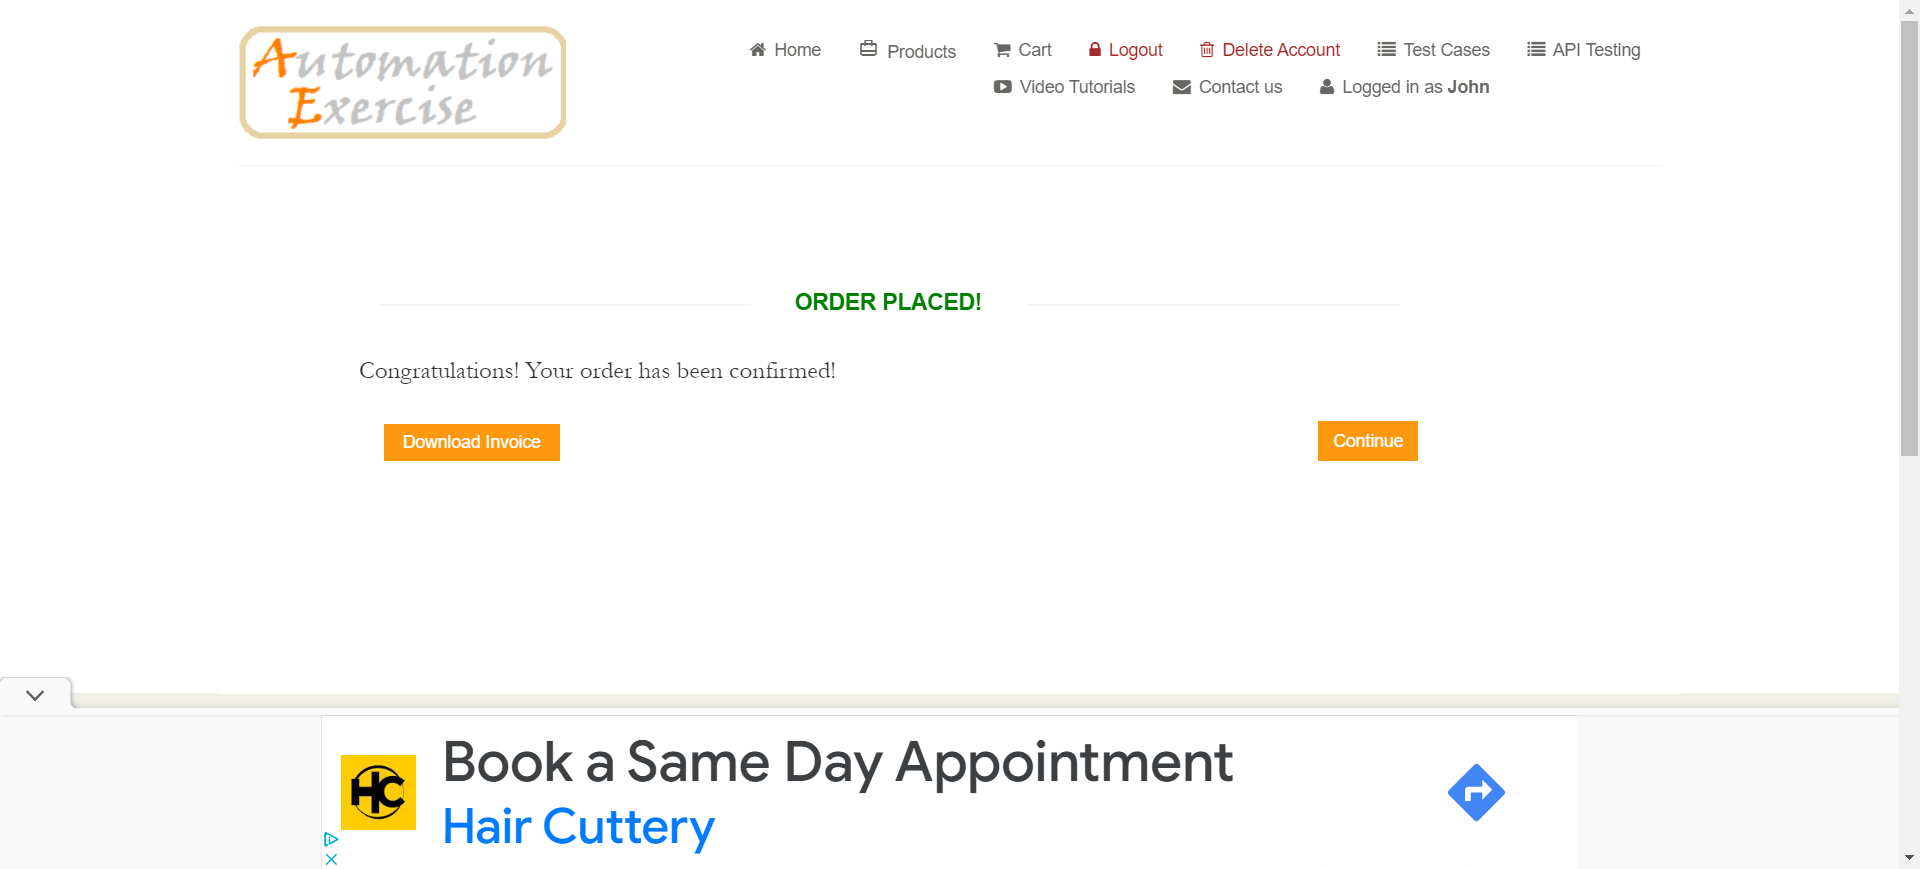 Automation
Exercise
Home Products Cart Logout Delete Account Test Cases API Testing
Video Tutorials Contact us Logged in as John
ORDER PLACED!
Congratulations! Your order has been confirmed!
Download Invoice Continue
Book a Same Day Appointment
HC
Hair Cuttery